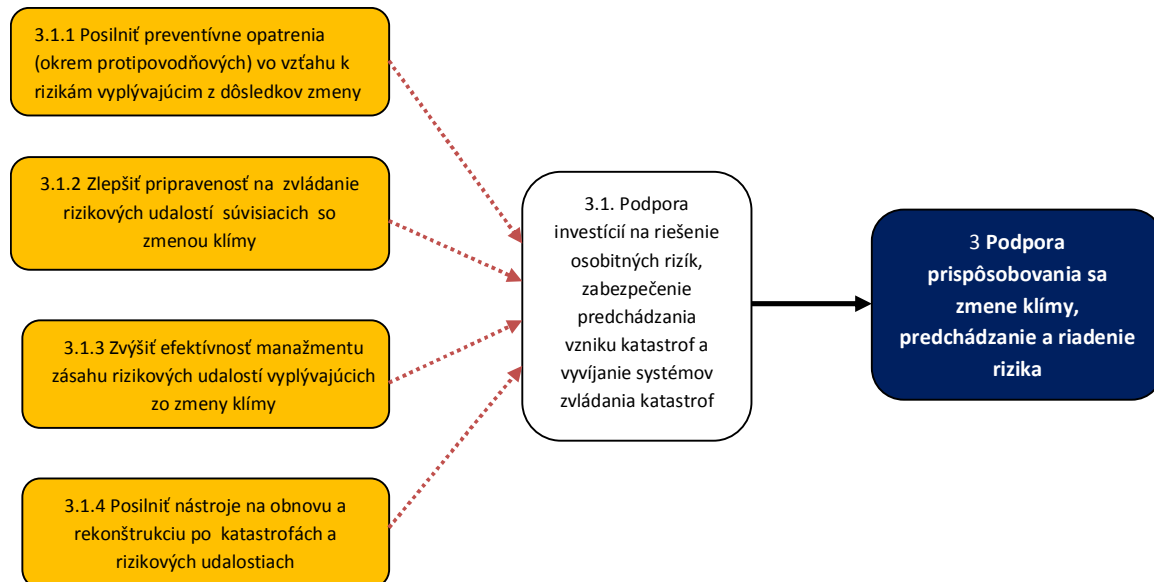 3.1.1 Posilniť preventívne opatrenia
(okrem protipovodňových) vo vzťahu k
rizikám vyplývajúcim z dôsledkov zmeny
3.1.2 Zlepšiť pripravenosť na zvládanie
rizikových udalostí súvisiacich so
zmenou klímy
3.1.3 Zvýšiť efektívnosť manažmentu
zásahu rizikových udalostí vyplývajúcich
zo zmeny klímy
3.1.4 Posilniť nástroje na obnovu a
rekonštrukciu po katastrofách a
rizikových udalostiach
3.1. Podpora
investícií na riešenie
osobitných rizík,
zabezpečenie
predchádzania
vzniku katastrof a
vyvíjanie systémov
zvládania katastrof
3 Podpora
prispôsobovania sa
zmene klímy,
predchádzanie a riadenie
rizika